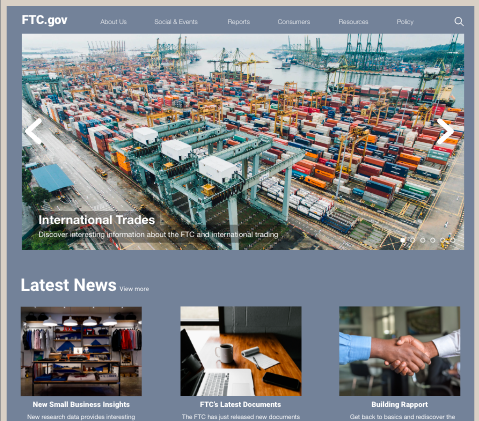 FTC.gov
About Us
Social & Events
Reports
Consumers
Resources
Policy
International Trades
Discover interesting information about the FTC and international trading
Latest News View more
New Small Business Insights
New research data provides interesting
FTC's Latest Documents
The FTC has just released new documents
Building Rapport
Get back to basics and rediscover the